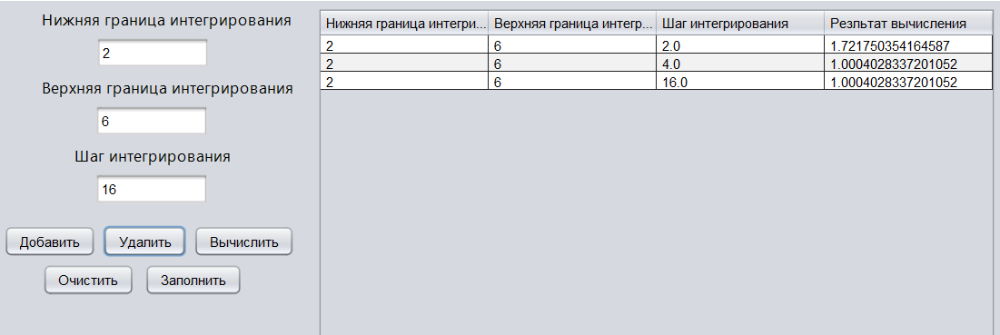 Нижняя граница интегрирования
2
Верхняя граница интегрирования
6
Шаг интегрирования
16
Добавить Удалить Вычислить
Очистить Заполнить
Нижняя граница интегри... Верхняя граница интегр... Шаг интегрирования Резльтат вычисления
2 6 2.0 1.721750354164587
2 6 4.0 1.0004028337201052
2 6 16.0 1.0004028337201052